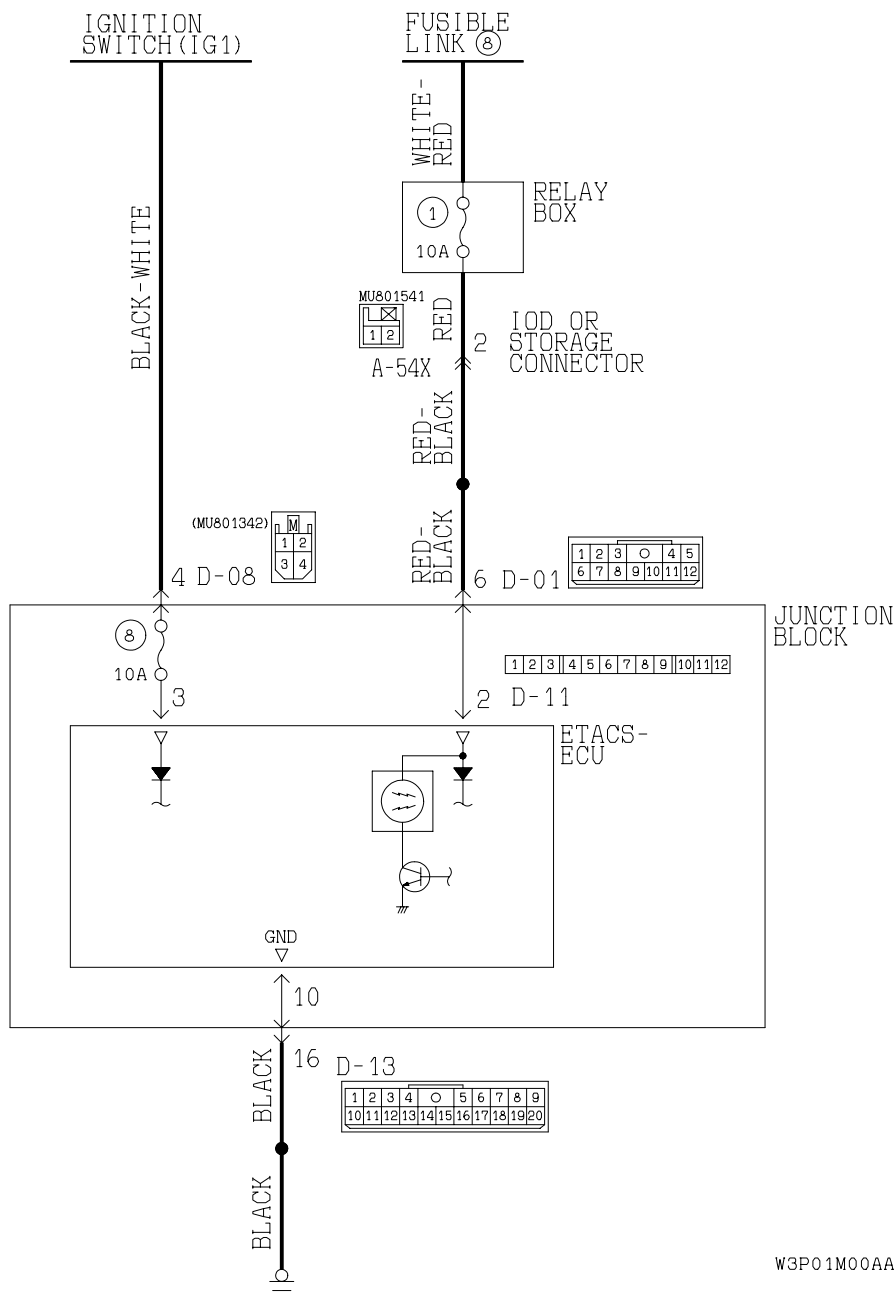 IGNITION
SWITCH(IG1)
FUSIBLE
LINK 8
WHITE-
RED
RELAY
BOX
1
10A
BLACK-WHITE
MU801541
1 2
A-54X
RED
2
IOD OR
STORAGE
CONNECTOR
RED-
BLACK
RED-
BLACK
(MU801342)
M
1 2
3 4
4 D-08
6 D-01
1 2 3 4 5
6 7 8 9 10 11 12
JUNCTION
BLOCK
8
10A
3
1 2 3 4 5 6 7 8 9 10 11 12
2 D-11
ETACS-
ECU
GND
10
16 D-13
BLACK
1 2 3 4 5 6 7 8 9
10 11 12 13 14 15 16 17 18 19 20
BLACK
W3P01M00AA